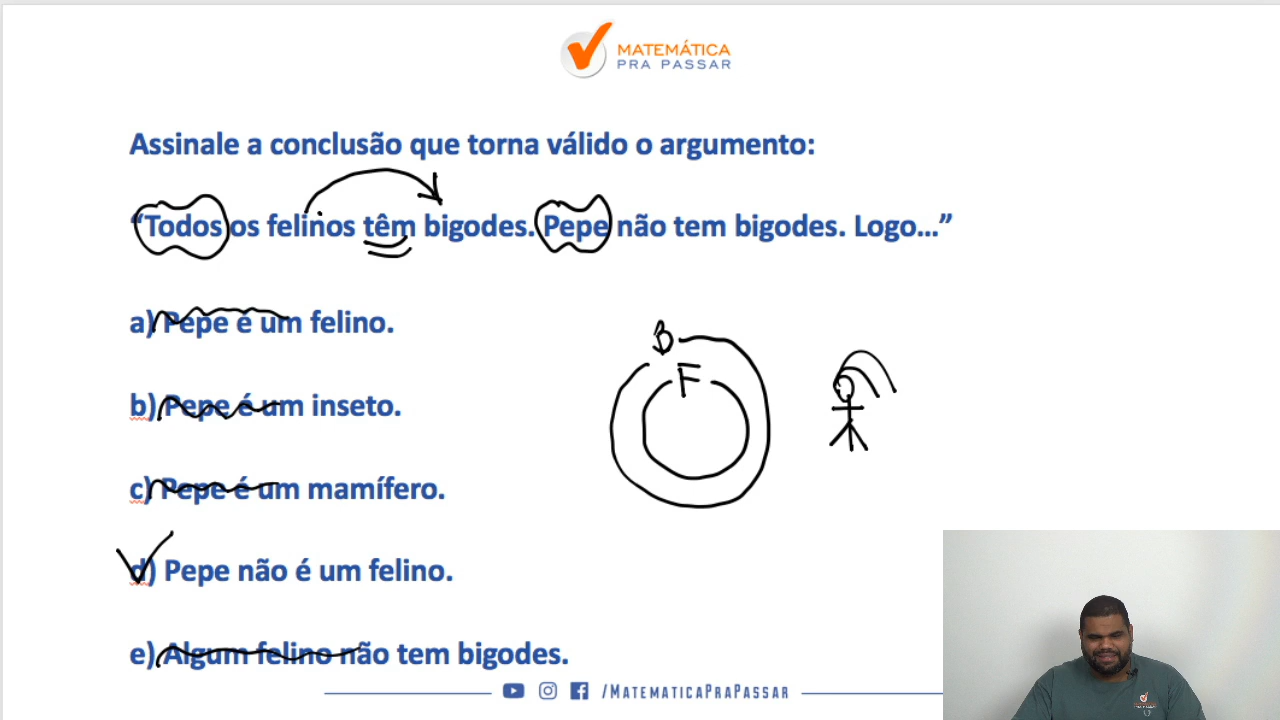 MATEMÁTICA
PRA PASSAR
Assinale a conclusão que torna válido o argumento:
“Todos os felinos têm bigodes. Pepe não tem bigodes. Logo...”
a) Pepe é um felino.
B
F
b) Pepe é um inseto.
c) Pepe é um mamífero.
d) Pepe não é um felino.
e) Algum felino não tem bigodes.
/MATEMATICAPRAPASSAR